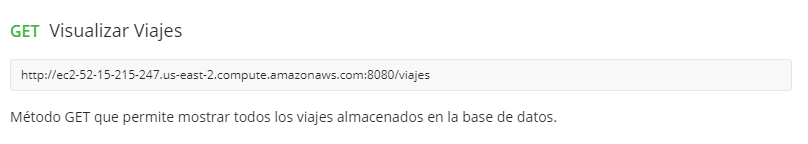 GET Visualizar Viajes
http://ec2-52-15-215-247.us-east-2.compute.amazonaws.com:8080/viajes
Método GET que permite mostrar todos los viajes almacenados en la base de datos.